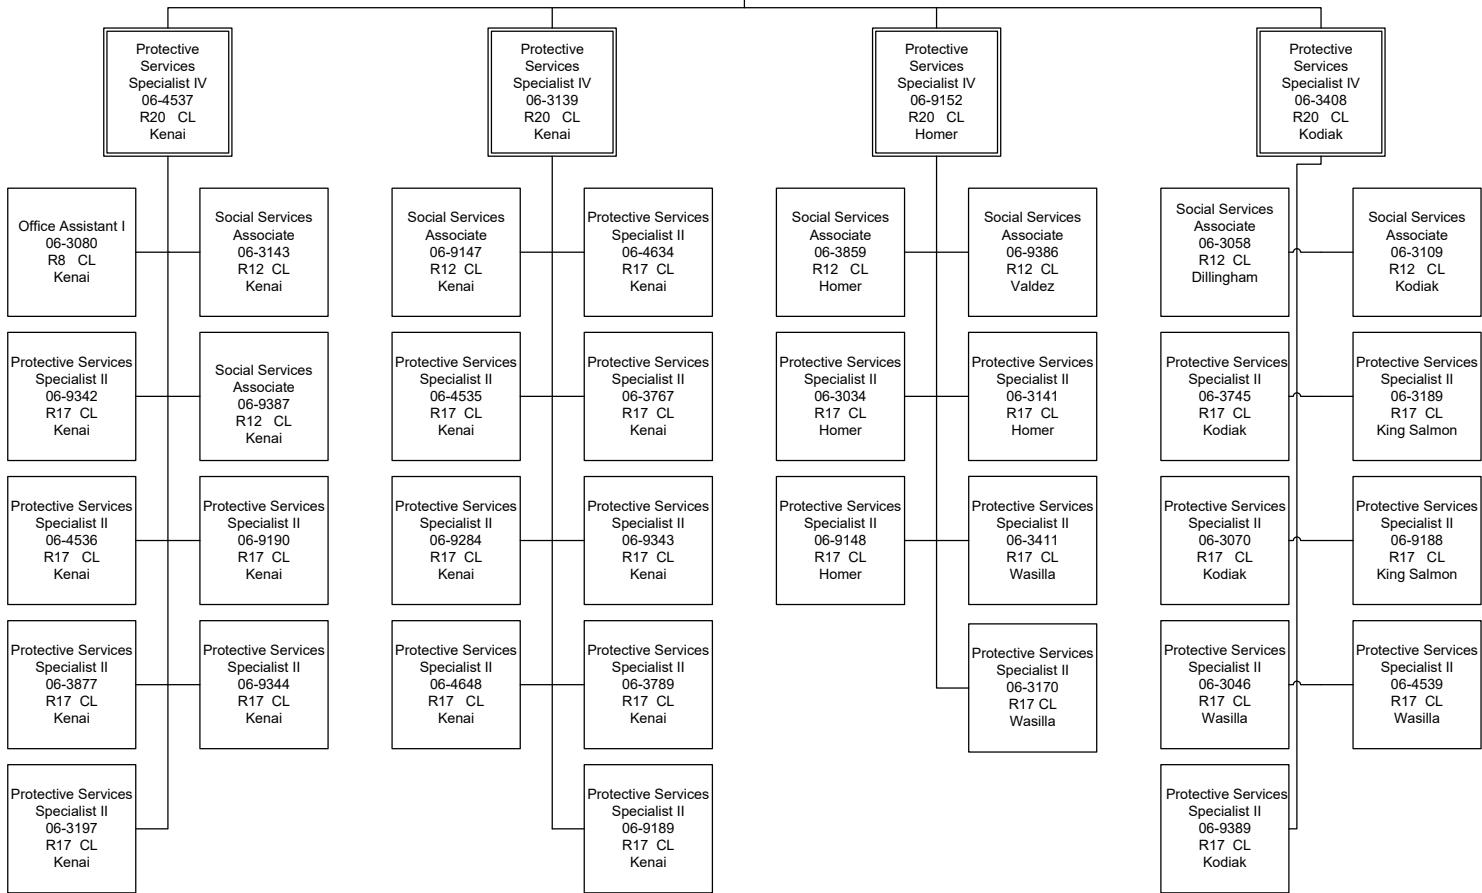 Protective
Services
Specialist IV
06-4537
R20 CL
Kenai
Protective
Services
Specialist IV
06-3139
R20 CL
Kenai
Protective
Services
Specialist IV
06-9152
R20 CL
Homer
Protective
Services
Specialist IV
06-3408
R20 CL
Kodiak
Office Assistant I
06-3080
R8 CL
Kenai
Social Services
Associate
06-3143
R12 CL
Kenai
Social Services
Associate
06-9147
R12 CL
Kenai
Protective Services
Specialist II
06-4634
R17 CL
Kenai
Social Services
Associate
06-3859
R12 CL
Homer
Social Services
Associate
06-9386
R12 CL
Valdez
Social Services
Associate
06-3058
R12 CL
Dillingham
Social Services
Associate
06-3109
R12 CL
Kodiak
Protective Services
Specialist II
06-9342
R17 CL
Kenai
Social Services
Associate
06-9387
R12 CL
Kenai
Protective Services
Specialist II
06-4535
R17 CL
Kenai
Protective Services
Specialist II
06-3767
R17 CL
Kenai
Protective Services
Specialist II
06-3034
R17 CL
Homer
Protective Services
Specialist II
06-3141
R17 CL
Homer
Protective Services
Specialist II
06-3745
R17 CL
Kodiak
Protective Services
Specialist II
06-3189
R17 CL
King Salmon
Protective Services
Specialist II
06-4536
R17 CL
Kenai
Protective Services
Specialist II
06-9190
R17 CL
Kenai
Protective Services
Specialist II
06-9284
R17 CL
Kenai
Protective Services
Specialist II
06-9343
R17 CL
Kenai
Protective Services
Specialist II
06-9148
R17 CL
Homer
Protective Services
Specialist II
06-3411
R17 CL
Wasilla
Protective Services
Specialist II
06-3070
R17 CL
Kodiak
Protective Services
Specialist II
06-9188
R17 CL
King Salmon
Protective Services
Specialist II
06-3877
R17 CL
Kenai
Protective Services
Specialist II
06-9344
R17 CL
Kenai
Protective Services
Specialist II
06-4648
R17 CL
Kenai
Protective Services
Specialist II
06-3789
R17 CL
Kenai
Protective Services
Specialist II
06-3170
R17 CL
Wasilla
Protective Services
Specialist II
06-3046
R17 CL
Wasilla
Protective Services
Specialist II
06-4539
R17 CL
Wasilla
Protective Services
Specialist II
06-3197
R17 CL
Kenai
Protective Services
Specialist II
06-9189
R17 CL
Kenai
Protective Services
Specialist II
06-9389
R17 CL
Kodiak